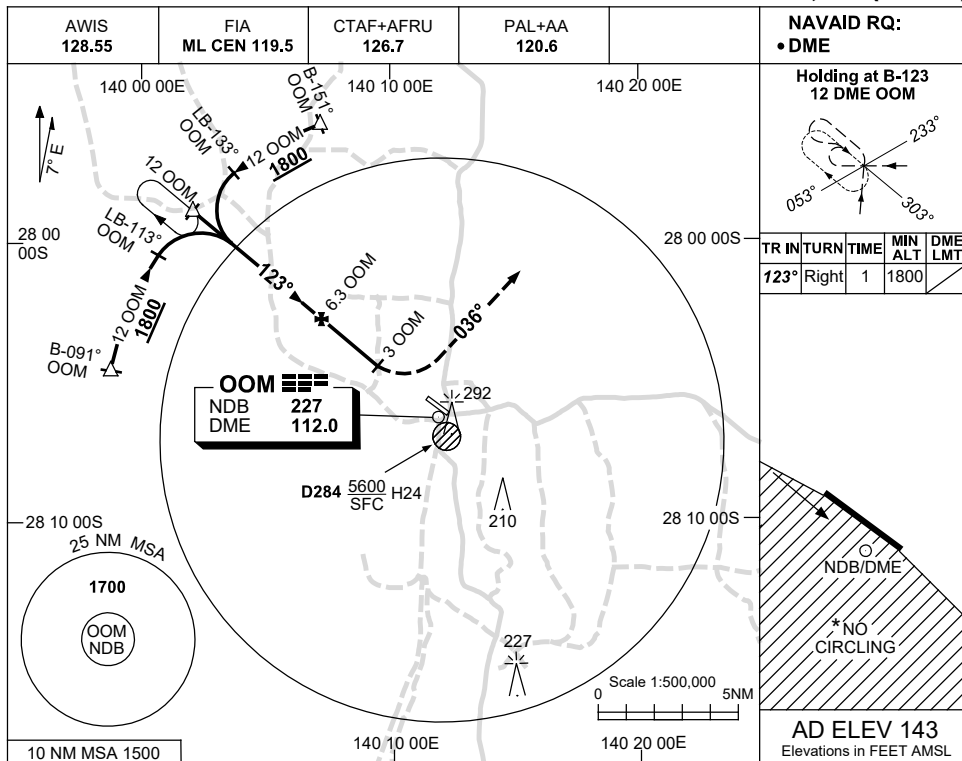 AWIS
128.55
FIA
ML CEN 119.5
CTAF+AFRU
126.7
PAL+AA
120.6
NAVAID RQ:
• DME
Holding at B-123
12 DME OOM
233°
053°
303°
TR IN TURN TIME MIN ALT DME LMT
123° Right 1 1800
140 00 00E
140 10 00E
140 20 00E
7° E
B-151°
OOM
LB-133°
OOM
12 OOM
1800
12 OOM
LB-113°
OOM
28 00
00S
28 00 00S
12 OOM
1800
B-091°
OOM
123°
6.3 OOM
3 OOM
036°
OOM
NDB 227
DME 112.0
292
D284 5600 H24
SFC
210
28 10 00S
28 10 00S
25 NM MSA
1700
OOM
NDB
227
Scale 1:500,000
0 5NM
10 NM MSA 1500
140 10 00E
140 20 00E
NDB/DME
*NO
CIRCLING
AD ELEV 143
Elevations in FEET AMSL